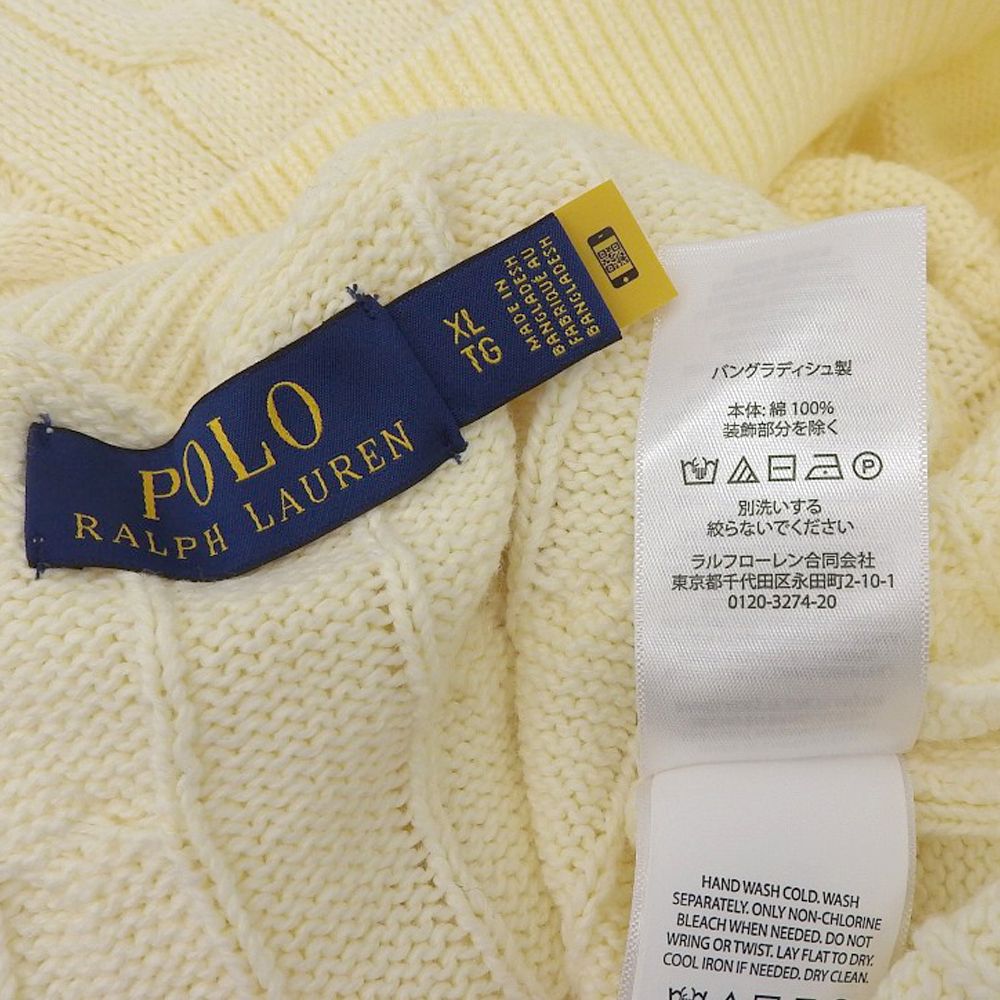 POLO
RALPH LAUREN
XL
TG
MADE IN
BANGLADESH
FABRIQUÉ AU
BANGLADESH
バングラディシュ製
本体: 綿 100%
装飾部分を除く
P
別洗いする
絞らないでください
ラルフローレン合同会社
東京都千代田区永田町2-10-1
0120-3274-20
HAND WASH COLD. WASH
SEPARATELY. ONLY NON-CHLORINE
BLEACH WHEN NEEDED. DO NOT
WRING OR TWIST. LAY FLAT TO DRY.
COOL IRON IF NEEDED. DRY CLEAN.